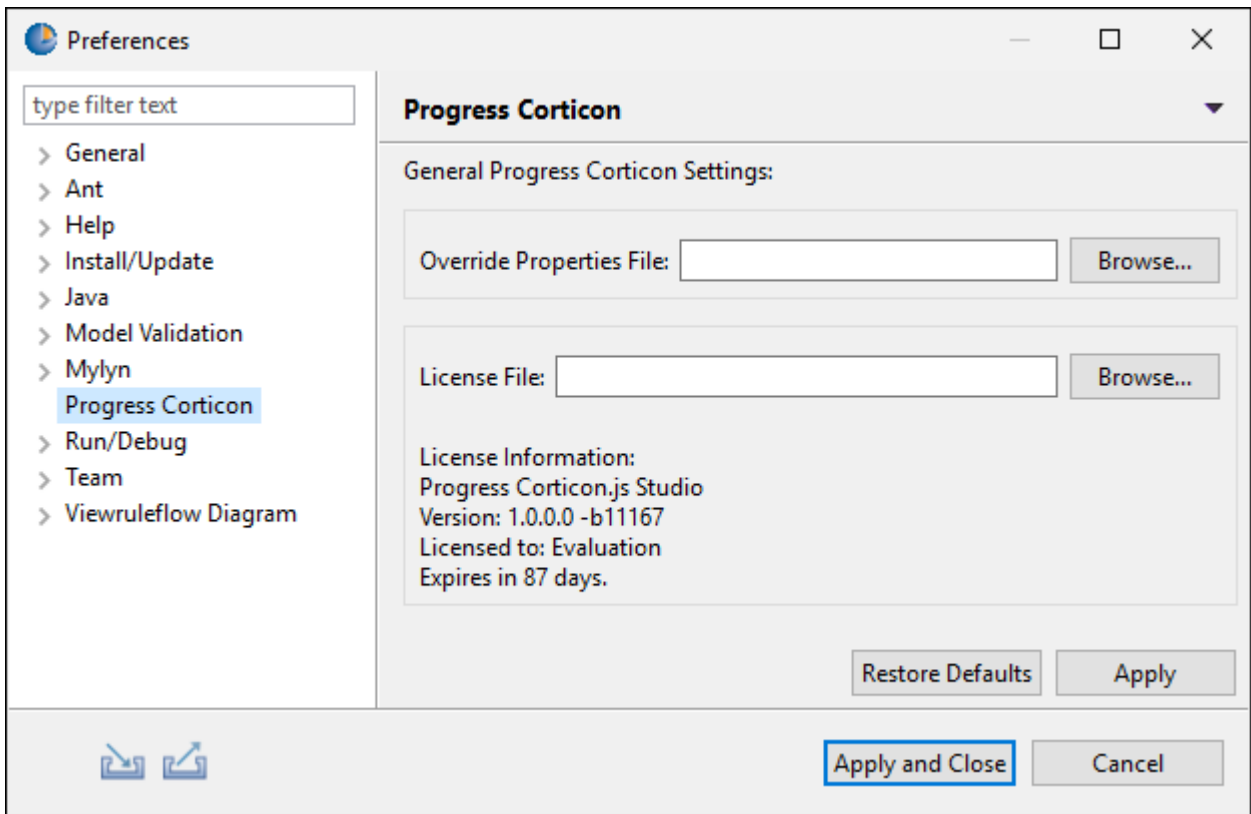 Preferences
type filter text
General
Ant
Help
Install/Update
Java
Model Validation
Mylyn
Progress Corticon
Run/Debug
Team
Viewruleflow Diagram
Progress Corticon
General Progress Corticon Settings:
Override Properties File: Browse...
License File: Browse...
License Information:
Progress Corticon.js Studio
Version: 1.0.0.0 -b11167
Licensed to: Evaluation
Expires in 87 days.
Restore Defaults Apply
Apply and Close Cancel